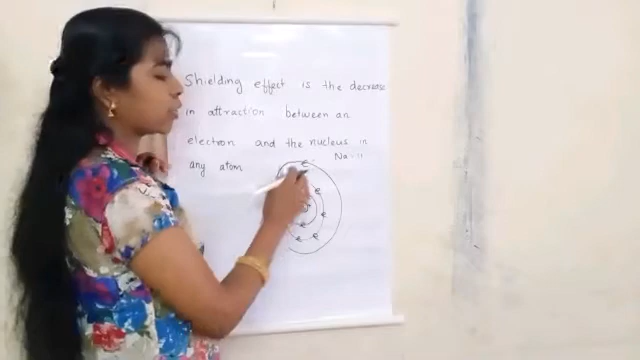 Shielding effect is the decrease
in attraction between an
electron and the nucleus in
any atom
Na:11
e
e
e
e
e e